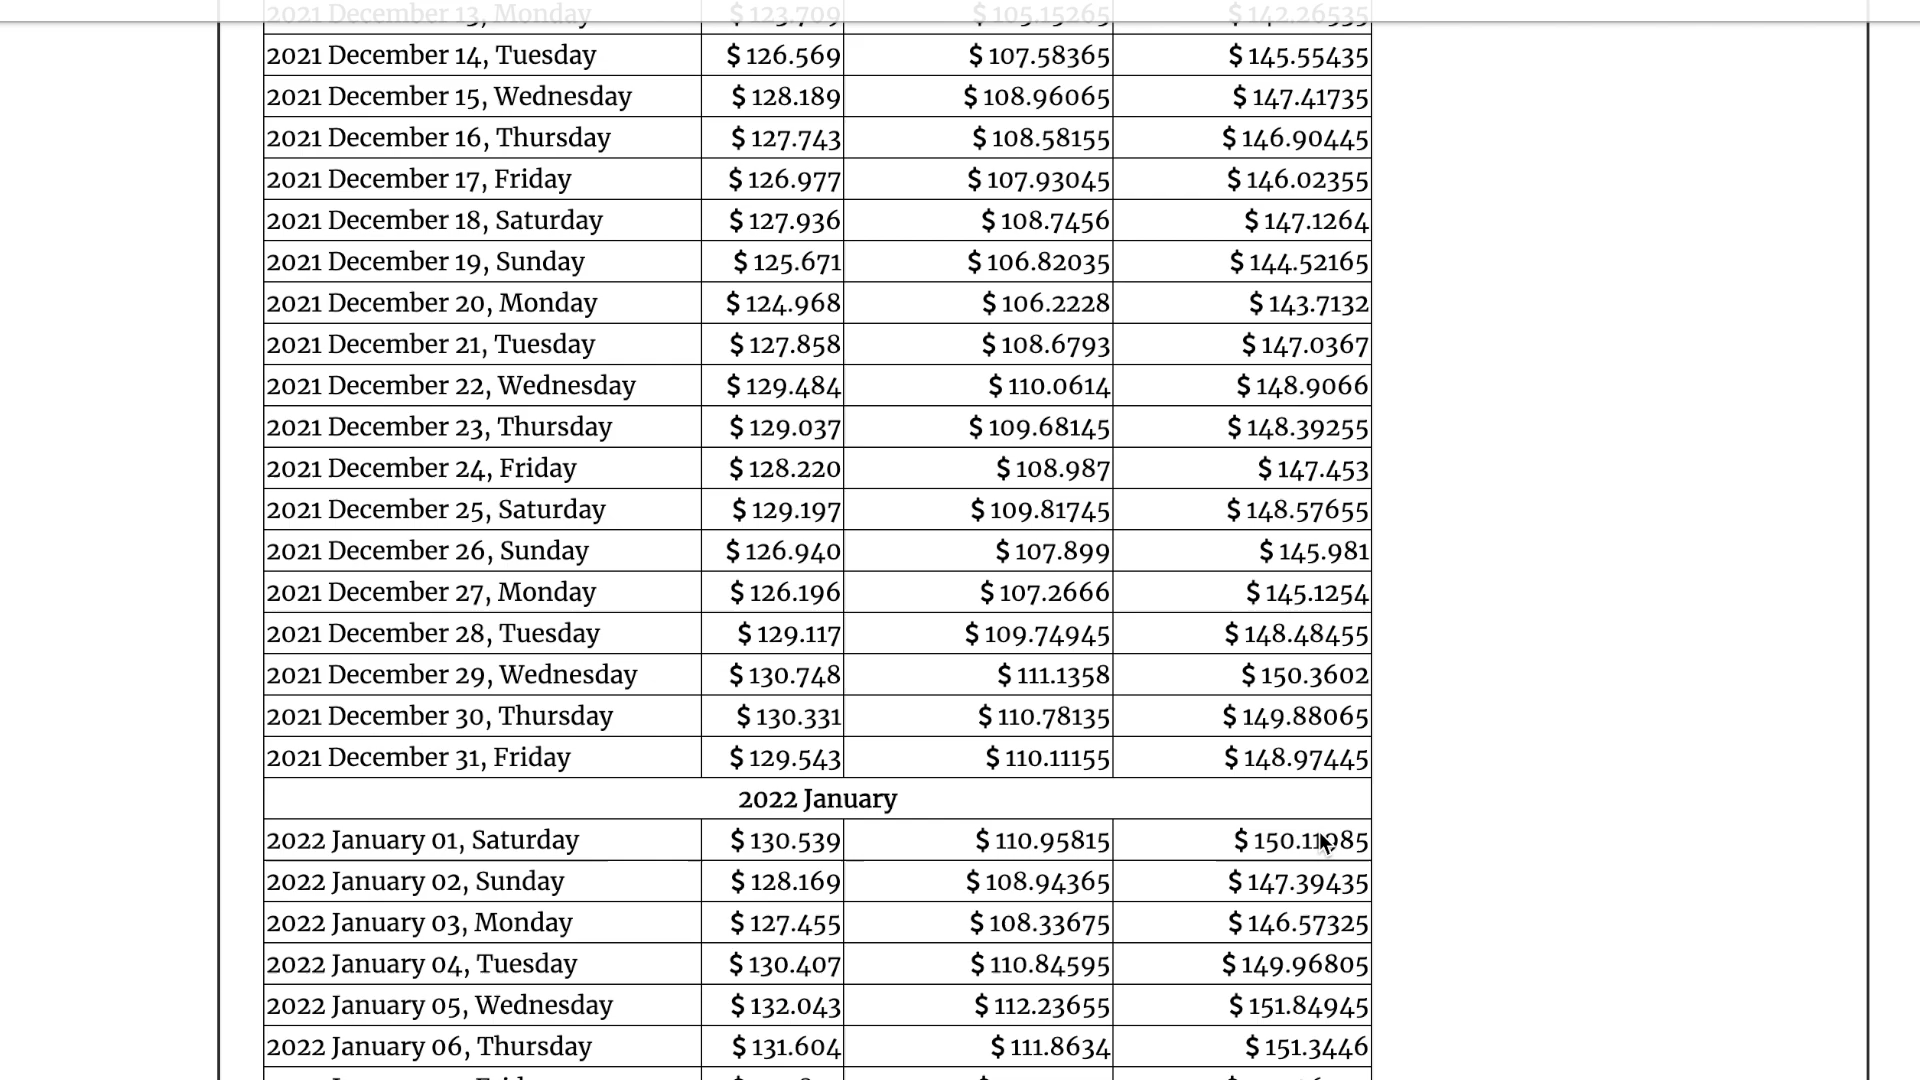 2021 December 13, Monday $ 123.709 $ 105.15265 $ 142.26535
2021 December 14, Tuesday $ 126.569 $ 107.58365 $ 145.55435
2021 December 15, Wednesday $ 128.189 $ 108.96065 $ 147.41735
2021 December 16, Thursday $ 127.743 $ 108.58155 $ 146.90445
2021 December 17, Friday $ 126.977 $ 107.93045 $ 146.02355
2021 December 18, Saturday $ 127.936 $ 108.7456 $ 147.1264
2021 December 19, Sunday $ 125.671 $ 106.82035 $ 144.52165
2021 December 20, Monday $ 124.968 $ 106.2228 $ 143.7132
2021 December 21, Tuesday $ 127.858 $ 108.6793 $ 147.0367
2021 December 22, Wednesday $ 129.484 $ 110.0614 $ 148.9066
2021 December 23, Thursday $ 129.037 $ 109.68145 $ 148.39255
2021 December 24, Friday $ 128.220 $ 108.987 $ 147.453
2021 December 25, Saturday $ 129.197 $ 109.81745 $ 148.57655
2021 December 26, Sunday $ 126.940 $ 107.899 $ 145.981
2021 December 27, Monday $ 126.196 $ 107.2666 $ 145.1254
2021 December 28, Tuesday $ 129.117 $ 109.74945 $ 148.48455
2021 December 29, Wednesday $ 130.748 $ 111.1358 $ 150.3602
2021 December 30, Thursday $ 130.331 $ 110.78135 $ 149.88065
2021 December 31, Friday $ 129.543 $ 110.11155 $ 148.97445
2022 January
2022 January 01, Saturday $ 130.539 $ 110.95815 $ 150.11985
2022 January 02, Sunday $ 128.169 $ 108.94365 $ 147.39435
2022 January 03, Monday $ 127.455 $ 108.33675 $ 146.57325
2022 January 04, Tuesday $ 130.407 $ 110.84595 $ 149.96805
2022 January 05, Wednesday $ 132.043 $ 112.23655 $ 151.84945
2022 January 06, Thursday $ 131.604 $ 111.8634 $ 151.3446